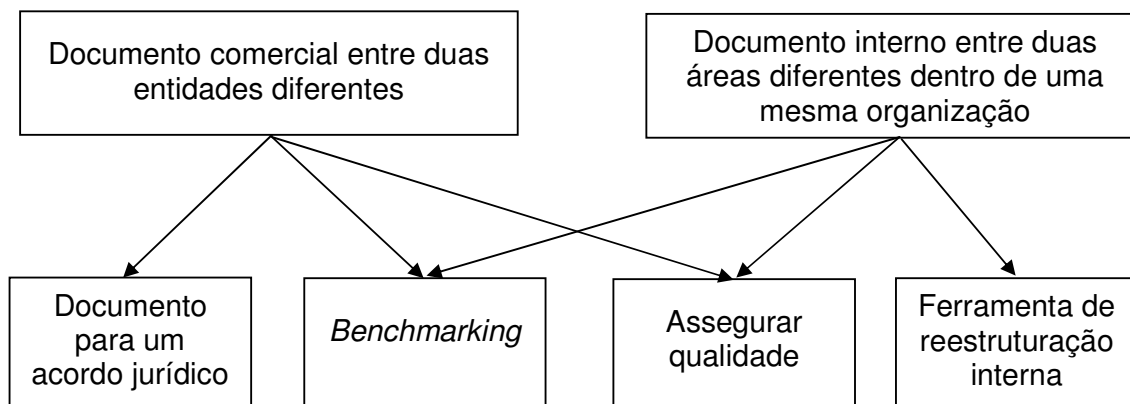 Documento comercial entre duas
entidades diferentes
Documento interno entre duas
áreas diferentes dentro de uma
mesma organização
Documento
para um
acordo jurídico
Benchmarking
Assegurar
qualidade
Ferramenta de
reestruturação
interna